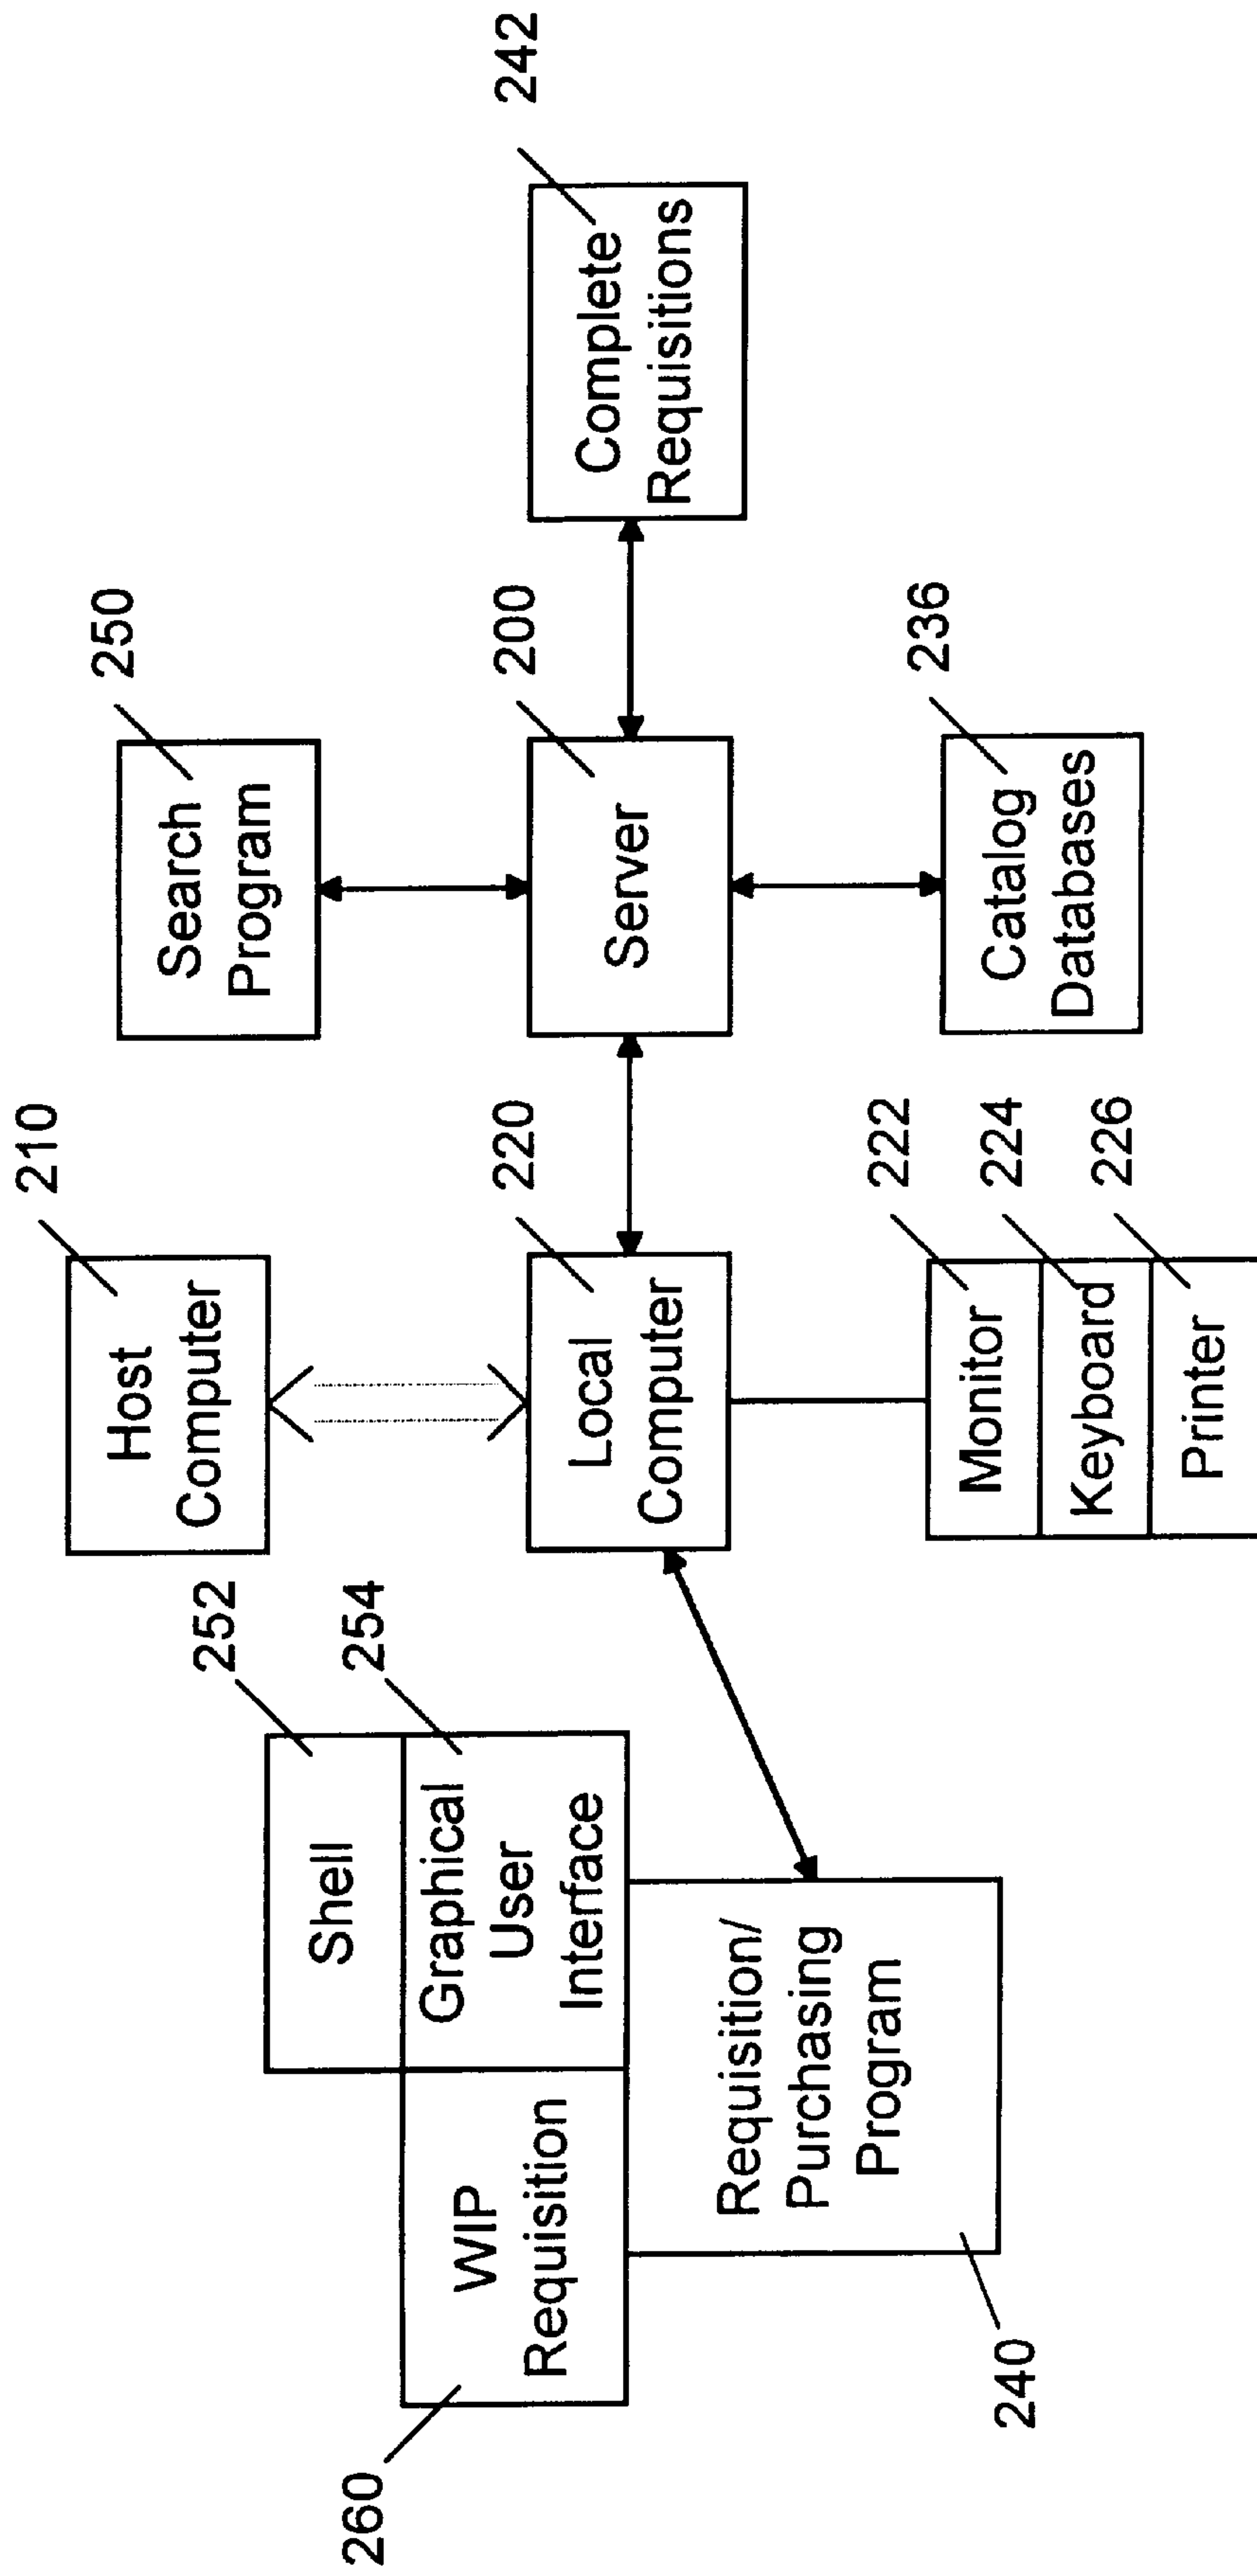 210
Host
Computer
250
Search
Program
252
Shell
254
Graphical
User
Interface
260
WIP
Requisition
220
Local
Computer
200
Server
242
Complete
Requisitions
Requisition/
Purchasing
Program
240
222
Monitor
224
Keyboard
226
Printer
236
Catalog
Databases